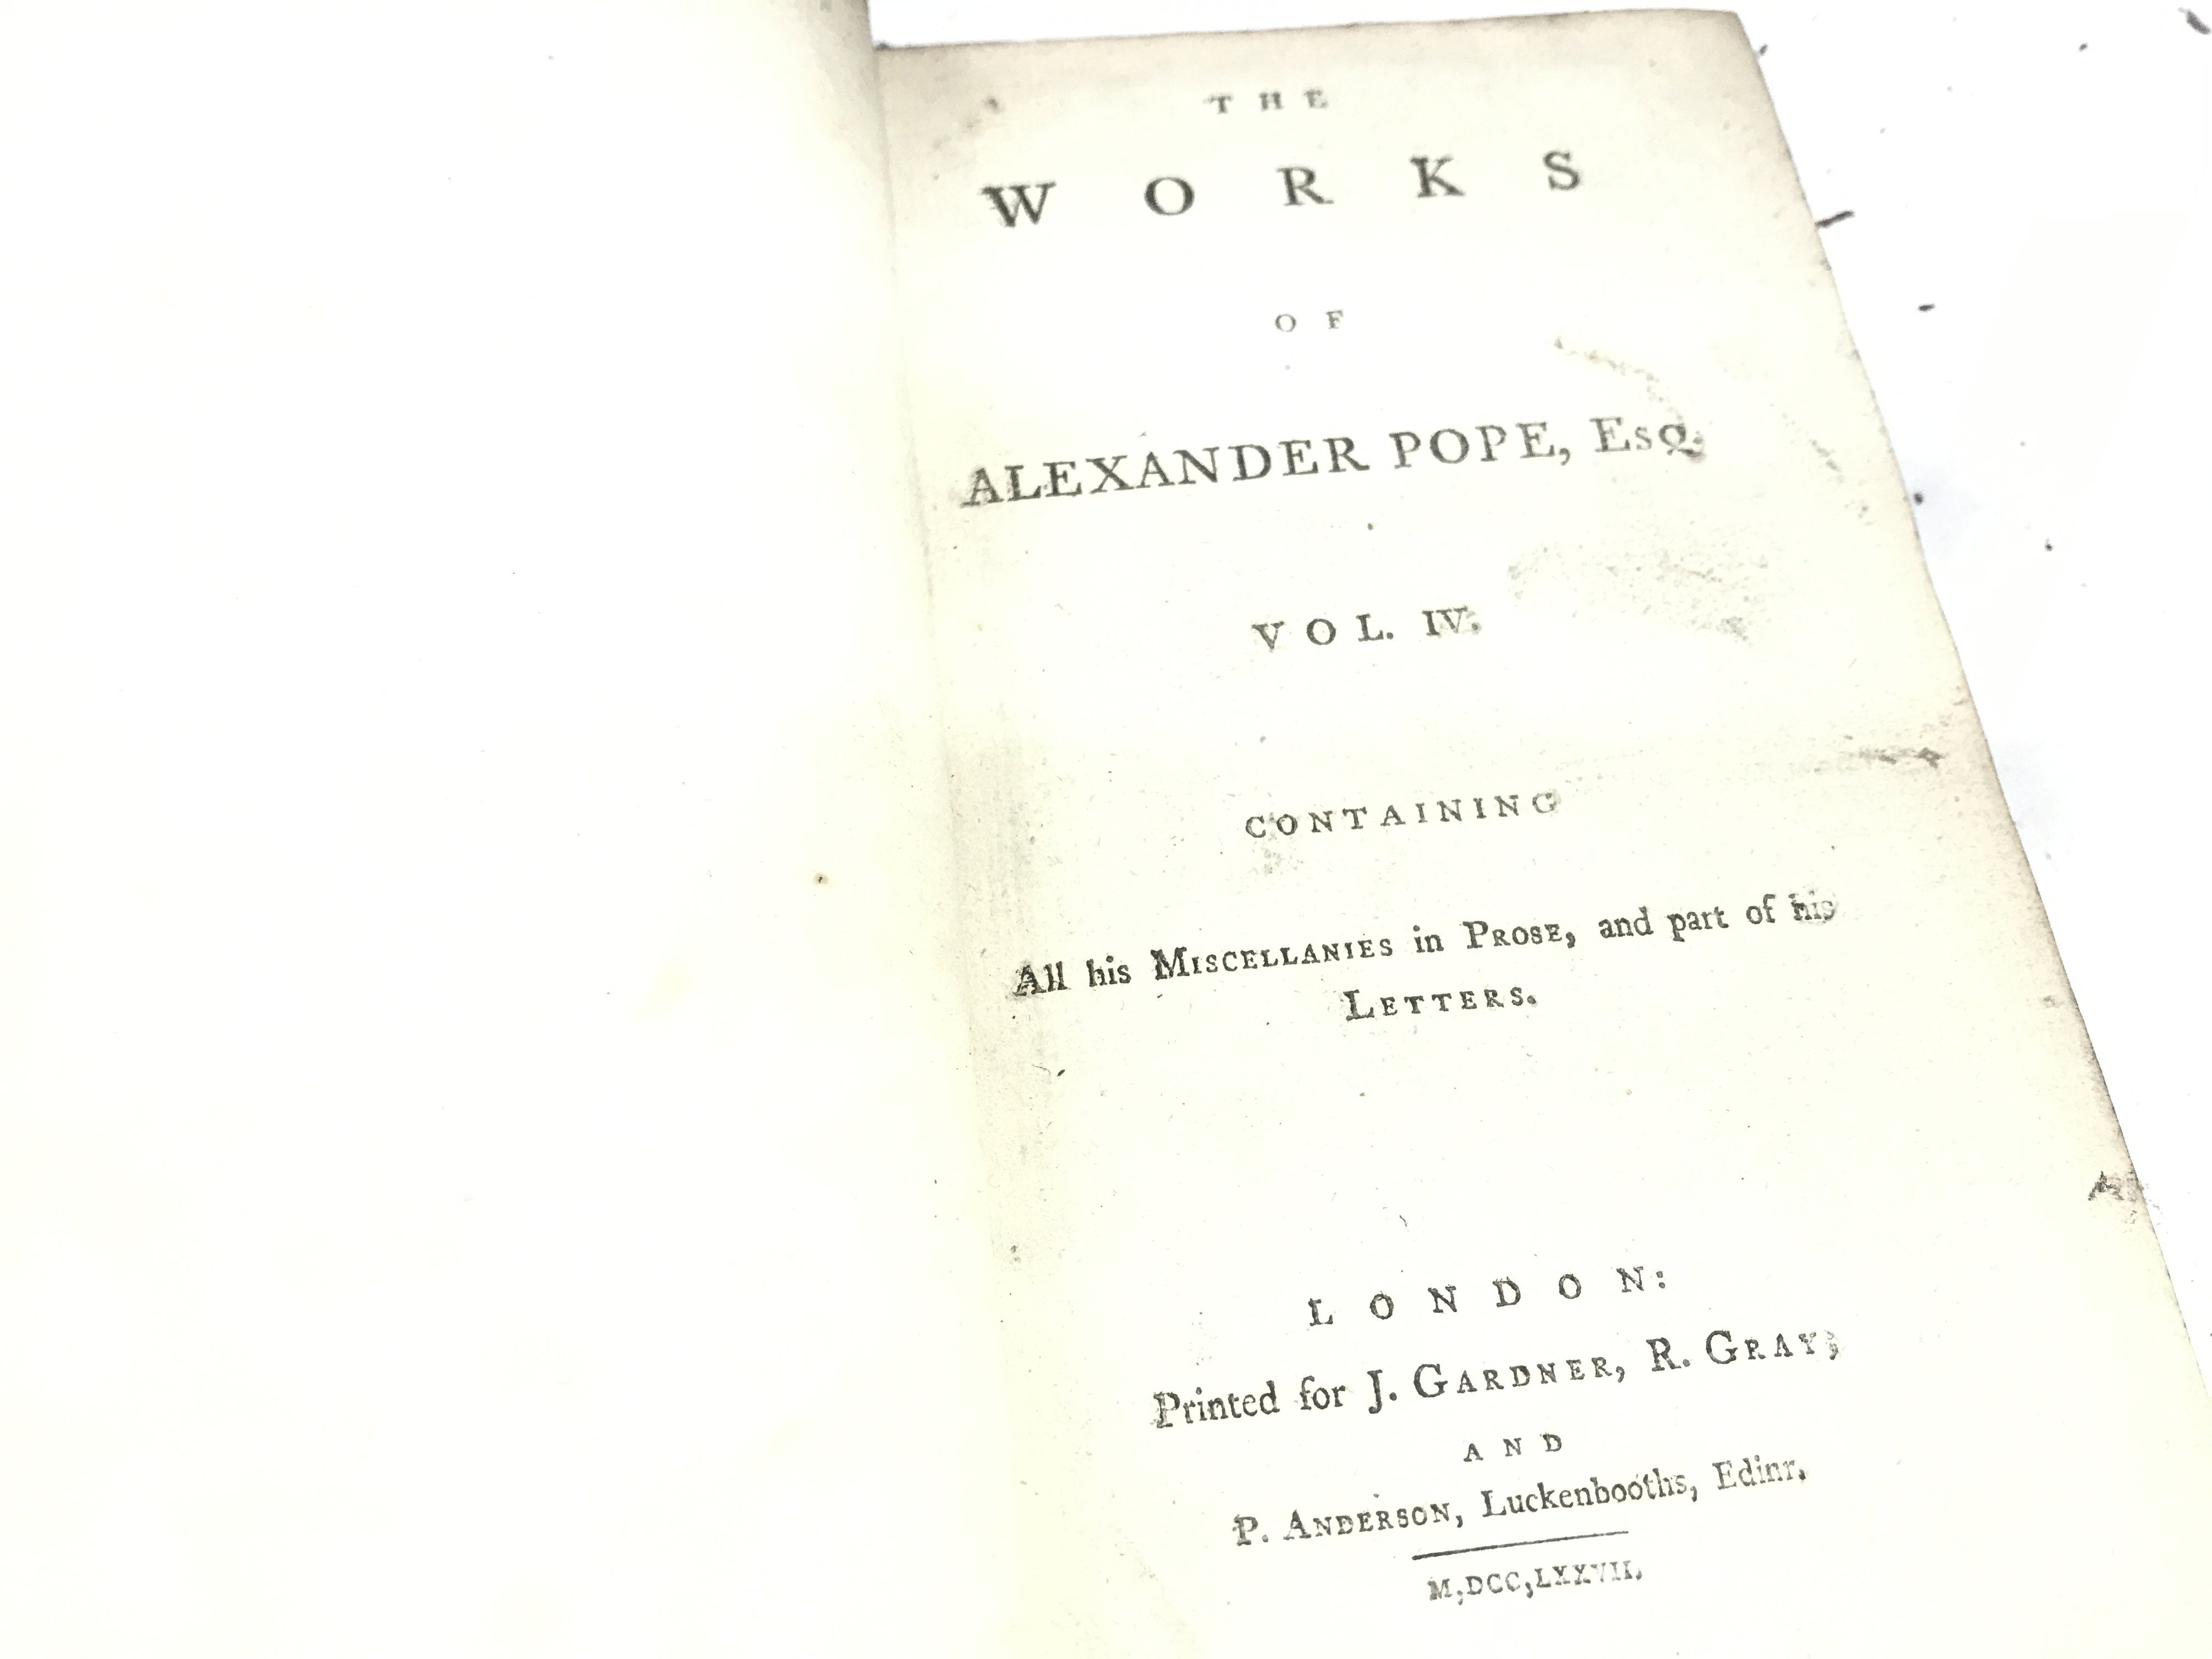 THE
WORKS
OF
ALEXANDER POPE, Esq.
VOL. IV.
CONTAINING
All his MISCELLANIES in PROSE, and part of his
LETTERS.
LONDON:
Printed for J. GARDNER, R. GRAY,
AND
P. ANDERSON, Luckenbooths, Edinr.
M,DCC,LXXVII.